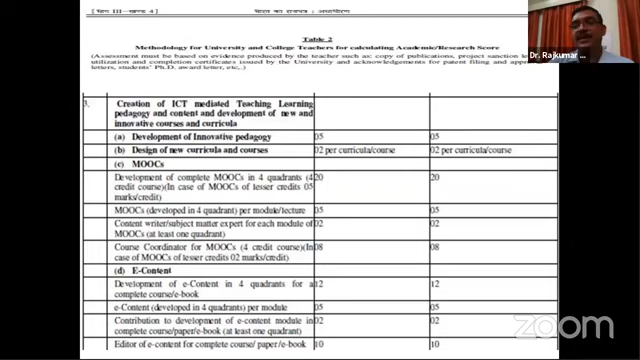 [भाग III—खण्ड 4] भारत का राजपत्र : असाधारण
Table 2
Methodology for University and College Teachers for calculating Academic/Research Score
(Assessment must be based on evidence produced by the teacher such as: copy of publications, project sanction le
utilization and completion certificates issued by the University and acknowledgements for patent filing and appro
letters, students' Ph.D. award letter, etc,.)
Dr. Rajkumar ...
3. Creation of ICT mediated Teaching Learning
pedagogy and content and development of new and
innovative courses and curricula
(a) Development of Innovative pedagogy 05 05
(b) Design of new curricula and courses 02 per curricula/course 02 per curricula/course
(c) MOOCs
Development of complete MOOCs in 4 quadrants (4 20 20
credit course)(In case of MOOCs of lesser credits 05
marks/credit)
MOOCs (developed in 4 quadrant) per module/lecture 05 05
Content writer/subject matter expert for each module of 02 02
MOOCs (at least one quadrant)
Course Coordinator for MOOCs (4 credit course)(In 08 08
case of MOOCs of lesser credits 02 marks/credit)
(d) E-Content
Development of e-Content in 4 quadrants for a 12 12
complete course/e-book
e-Content (developed in 4 quadrants) per module 05 05
Contribution to development of e-content module in 02 02
complete course/paper/e-book (at least one quadrant)
Editor of e-content for complete course/ paper/e-book 10 10
zoom